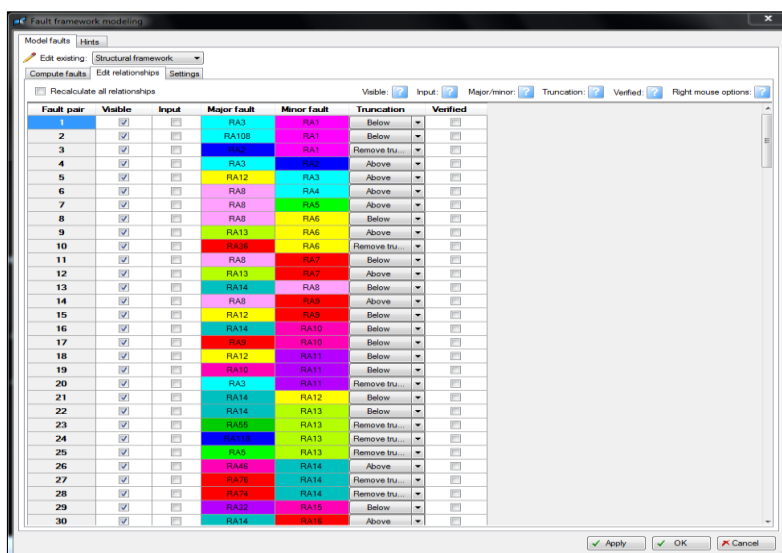 Fault framework modeling
Model faults Hints
Edit existing: Structural framework
Compute faults Edit relationships Settings
Recalculate all relationships Visible: ? Input: ? Major/minor: ? Truncation: ? Verified: ? Right mouse options: ?
Fault pair Visible Input Major fault Minor fault Truncation Verified
1 RA3 RA1 Below
2 RA108 RA1 Below
3 RA2 RA1 Remove tru...
4 RA3 RA2 Above
5 RA12 RA3 Above
6 RA8 RA4 Above
7 RA8 RA5 Above
8 RA8 RA6 Below
9 RA13 RA6 Above
10 RA36 RA6 Remove tru...
11 RA8 RA7 Below
12 RA13 RA7 Above
13 RA14 RA8 Below
14 RA8 RA9 Above
15 RA12 RA9 Below
16 RA14 RA10 Below
17 RA9 RA10 Below
18 RA12 RA11 Below
19 RA10 RA11 Below
20 RA3 RA11 Remove tru...
21 RA14 RA12 Below
22 RA14 RA13 Below
23 RA55 RA13 Remove tru...
24 RA13 Remove tru...
25 RA5 RA13 Remove tru...
26 RA46 RA14 Above
27 RA76 RA14 Remove tru...
28 RA74 RA14 Remove tru...
29 RA32 RA15 Below
30 RA14 RA16 Above
Apply OK Cancel